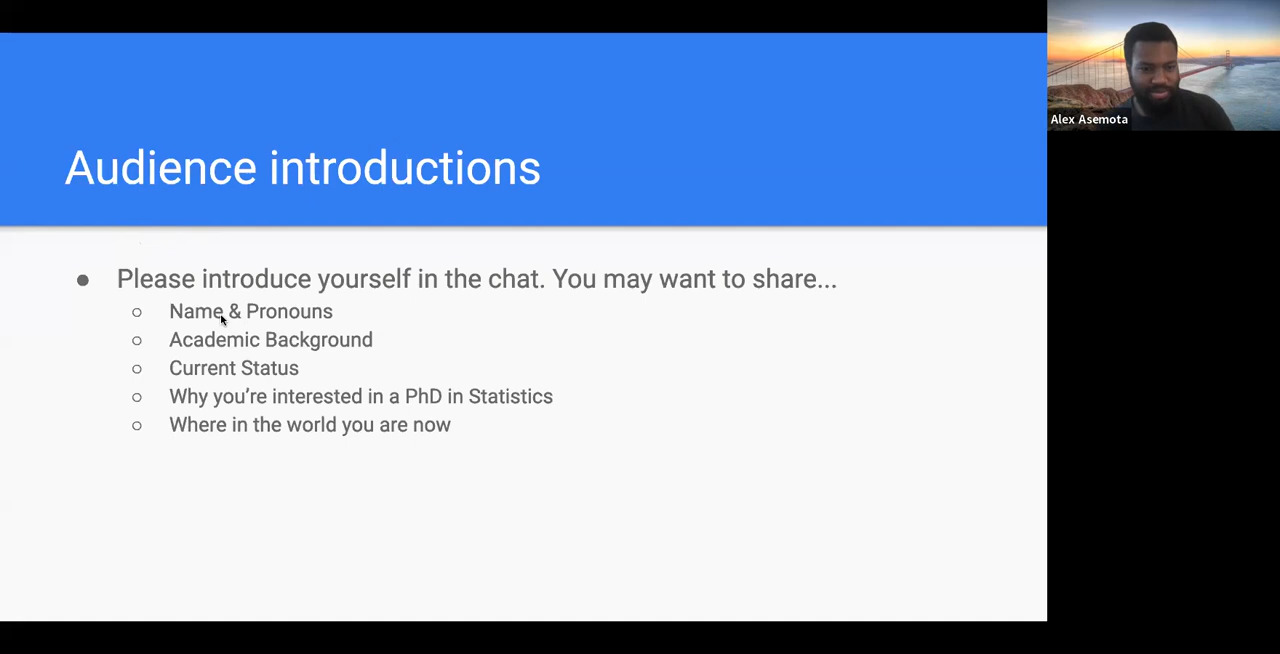 Audience introductions
Please introduce yourself in the chat. You may want to share...
Name & Pronouns
Academic Background
Current Status
Why you’re interested in a PhD in Statistics
Where in the world you are now
Alex Asemota